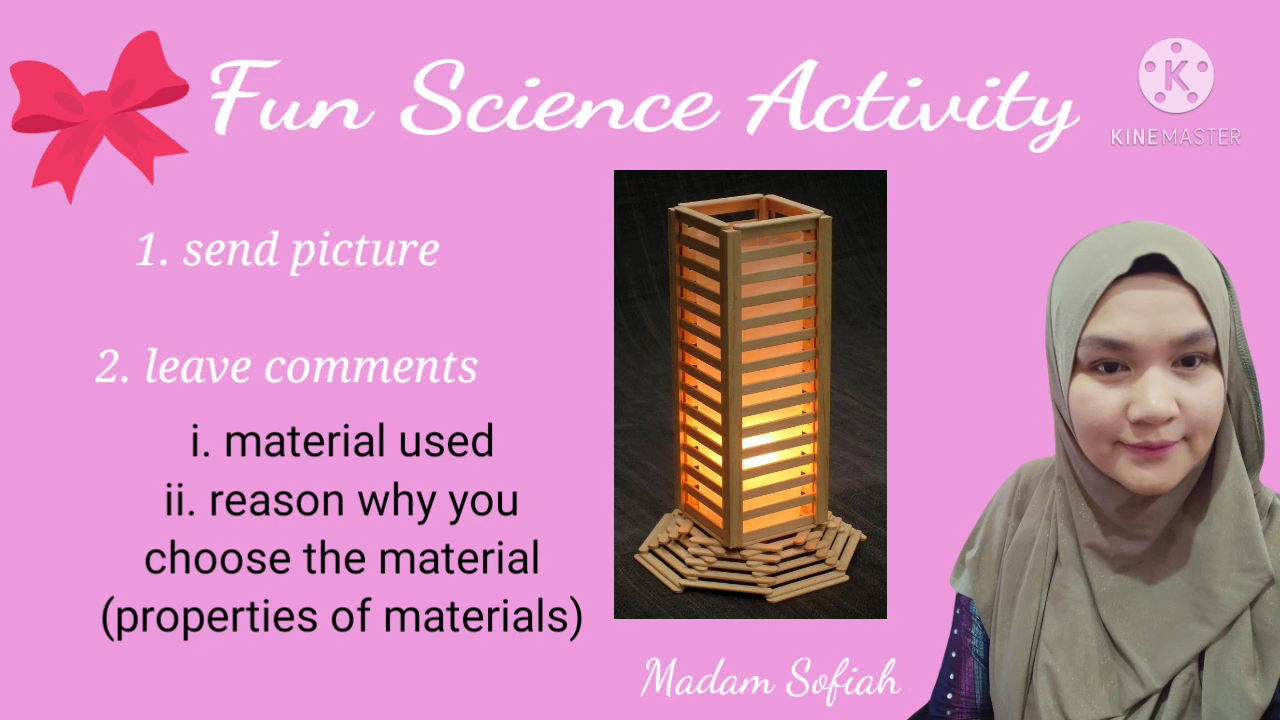 Fun Science Activity
KINEMASTER
1. send picture
2. leave comments
i. material used
ii. reason why you
choose the material
(properties of materials)
Madam Sofiah